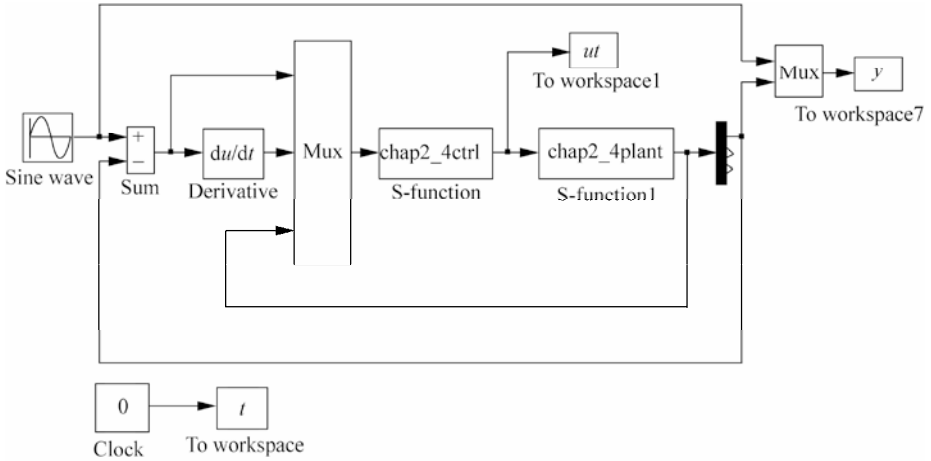 ut
To workspace1
Mux
y
To workspace7
Sine wave
+
−
Sum
du/dt
Derivative
Mux
chap2_4ctrl
S-function
chap2_4plant
S-function1
0
Clock
t
To workspace